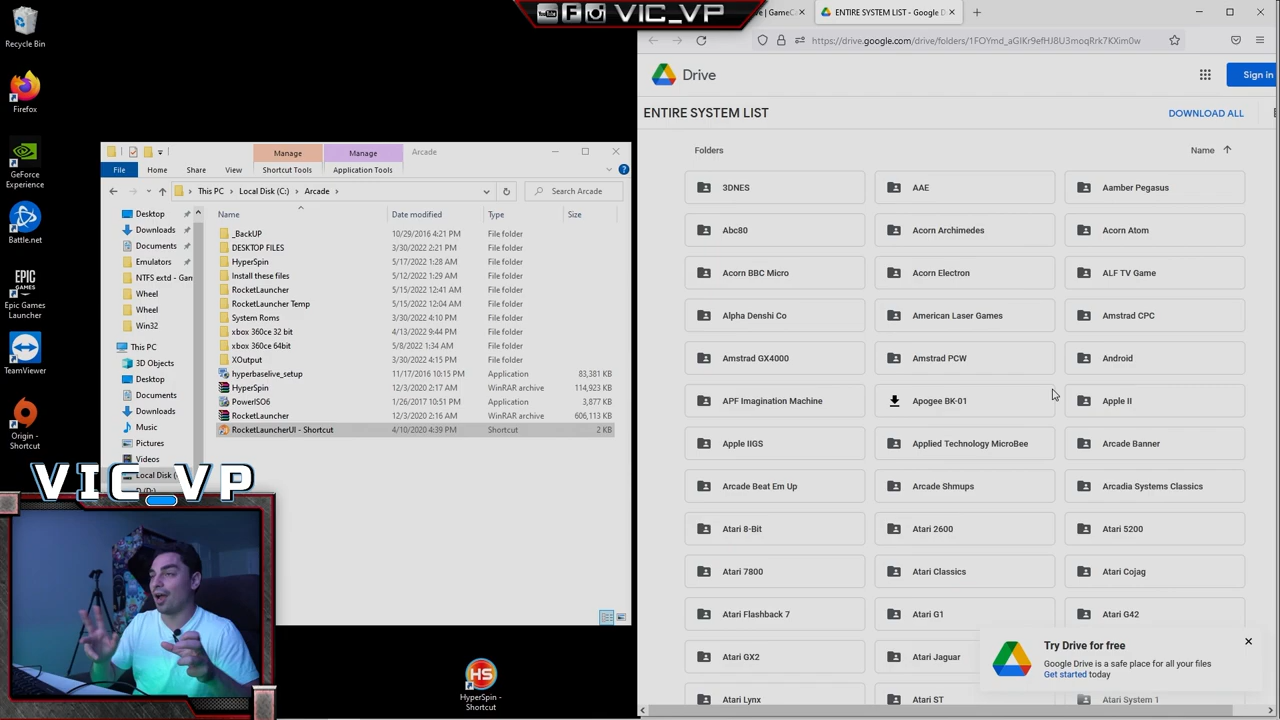 VIC_VP
| GameC
ENTIRE SYSTEM LIST - Google D
https://drive.google.com/drive/folders/1FOYmd_aGIKr9efHJ8U3moqRrk7KXim0w
Drive
Sign in
ENTIRE SYSTEM LIST
DOWNLOAD ALL
Folders
Name
3DNES
AAE
Aamber Pegasus
Abc80
Acorn Archimedes
Acorn Atom
Acorn BBC Micro
Acorn Electron
ALF TV Game
Alpha Denshi Co
American Laser Games
Amstrad CPC
Amstrad GX4000
Amstrad PCW
Android
APF Imagination Machine
Apogee BK-01
Apple II
Apple IIGS
Applied Technology MicroBee
Arcade Banner
Arcade Beat Em Up
Arcade Shmups
Arcadia Systems Classics
Atari 8-Bit
Atari 2600
Atari 5200
Atari 7800
Atari Classics
Atari Cojag
Atari Flashback 7
Atari G1
Atari G42
Atari GX2
Atari Jaguar
Atari Lynx
Atari ST
Atari System 1
Try Drive for free
Google Drive is a safe place for all your files
Get started today
Recycle Bin
Firefox
GeForce
Experience
Battle.net
Epic Games
Launcher
TeamViewer
Origin -
Shortcut
Manage
Manage
Arcade
File
Home
Share
View
Shortcut Tools
Application Tools
This PC
Local Disk (C:)
Arcade
Search Arcade
Name
Date modified
Type
Size
Desktop
Downloads
Documents
Emulators
NTFS extd - Gam
Wheel
Wheel
Win32
This PC
3D Objects
Desktop
Documents
Downloads
Music
Pictures
Videos
Local Disk (
_BackUP 10/29/2016 4:21 PM File folder
DESKTOP FILES 3/30/2022 2:21 PM File folder
HyperSpin 5/17/2022 1:28 AM File folder
Install these files 5/12/2022 1:29 AM File folder
RocketLauncher 5/15/2022 12:41 AM File folder
RocketLauncher Temp 5/15/2022 12:04 AM File folder
System Roms 3/30/2022 4:10 PM File folder
xbox 360ce 32 bit 4/13/2022 9:44 PM File folder
xbox 360ce 64bit 5/8/2022 1:34 AM File folder
XOutput 3/30/2022 4:15 PM File folder
hyperbaselive_setup 11/17/2016 10:15 PM Application 83,381 KB
HyperSpin 12/3/2020 2:17 AM WinRAR archive 114,923 KB
PowerISO6 1/26/2017 10:51 PM Application 3,877 KB
RocketLauncher 12/3/2020 2:16 AM WinRAR archive 606,113 KB
RocketLauncherUI - Shortcut 4/10/2020 4:39 PM Shortcut 2 KB
VIC_VP
HS
HyperSpin -
Shortcut